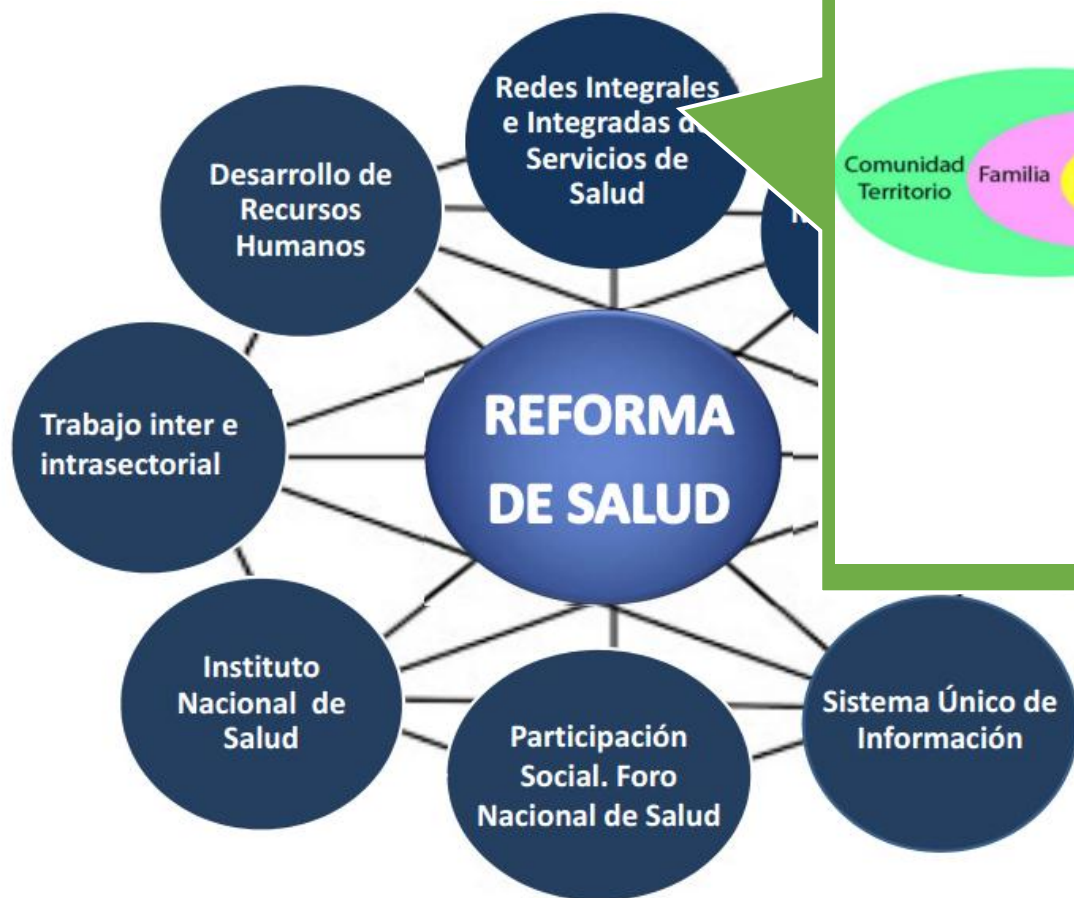 Redes Integrales
e Integradas de
Servicios de
Salud
Desarrollo de
Recursos
Humanos
Comunidad
Territorio
Familia
REFORMA
DE SALUD
Trabajo inter e
intrasectorial
Instituto
Nacional de
Salud
Participación
Social. Foro
Nacional de Salud
Sistema Único de
Información